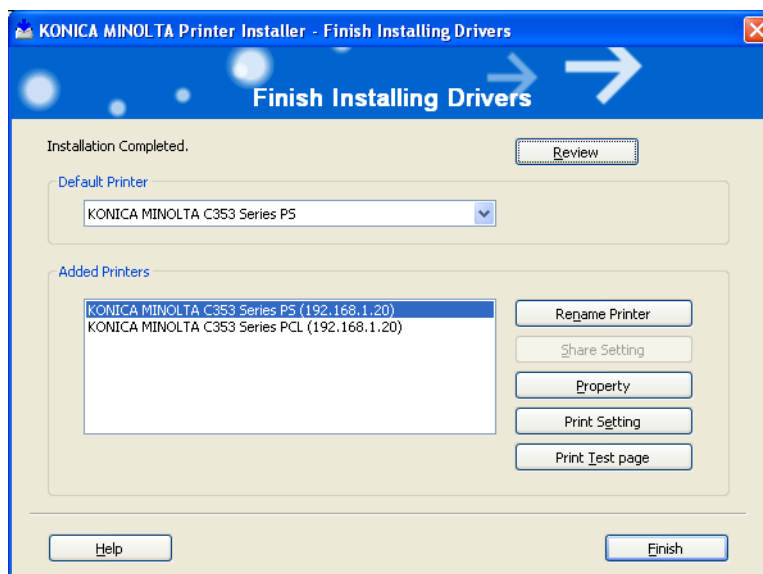 KONICA MINOLTA Printer Installer - Finish Installing Drivers
Finish Installing Drivers
Installation Completed.
Review
Default Printer
KONICA MINOLTA C353 Series PS
Added Printers
KONICA MINOLTA C353 Series PS (192.168.1.20)
KONICA MINOLTA C353 Series PCL (192.168.1.20)
Rename Printer
Share Setting
Property
Print Setting
Print Test page
Help
Finish